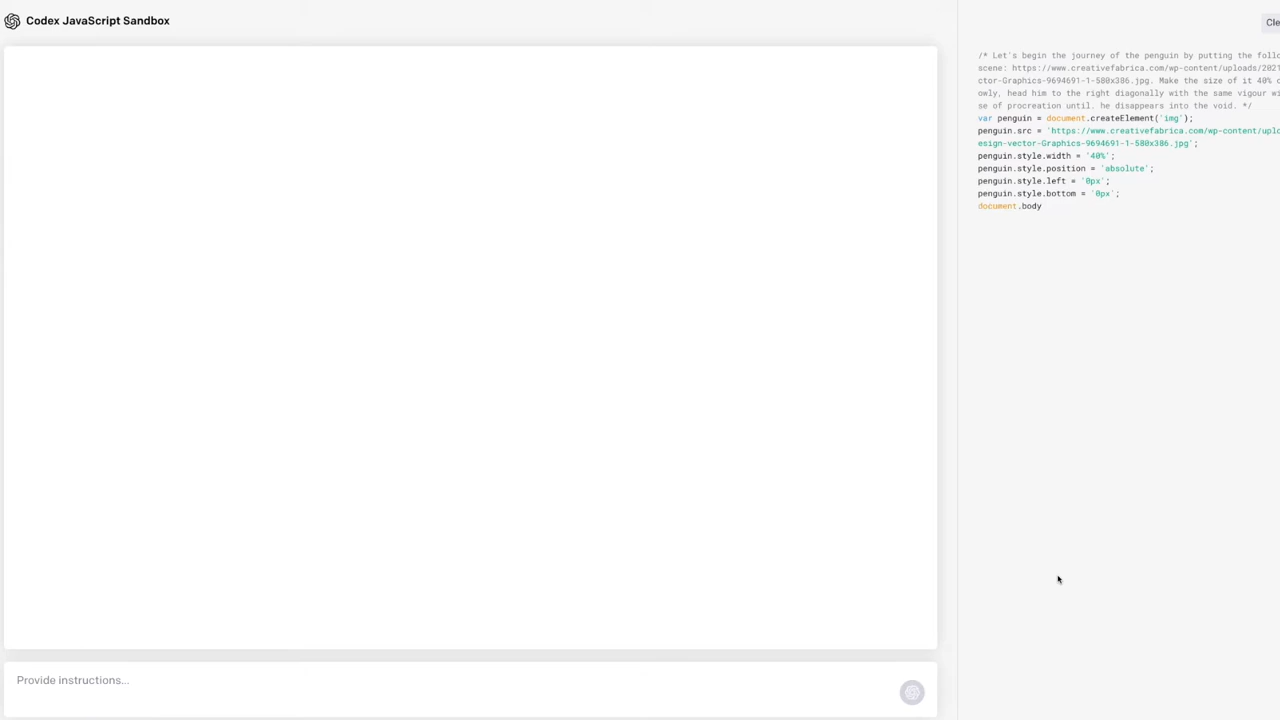 Codex JavaScript Sandbox
Provide instructions...
/* Let's begin the journey of the penguin by putting the
scene: https://www.creativefabrica.com/wp-content/uploads/2021
ctor-Graphics-9694691-1-580x386.jpg. Make the size of it 40%
owly, head him to the right diagonally with the same vigour
se of procreation until. he disappears into the void. */
var penguin = document.createElement('img');
penguin.src = 'https://www.creativefabrica.com/wp-content/uplo
esign-vector-Graphics-9694691-1-580x386.jpg';
penguin.style.width = '40%';
penguin.style.position = 'absolute';
penguin.style.left = '0px';
penguin.style.bottom = '0px';
document.body